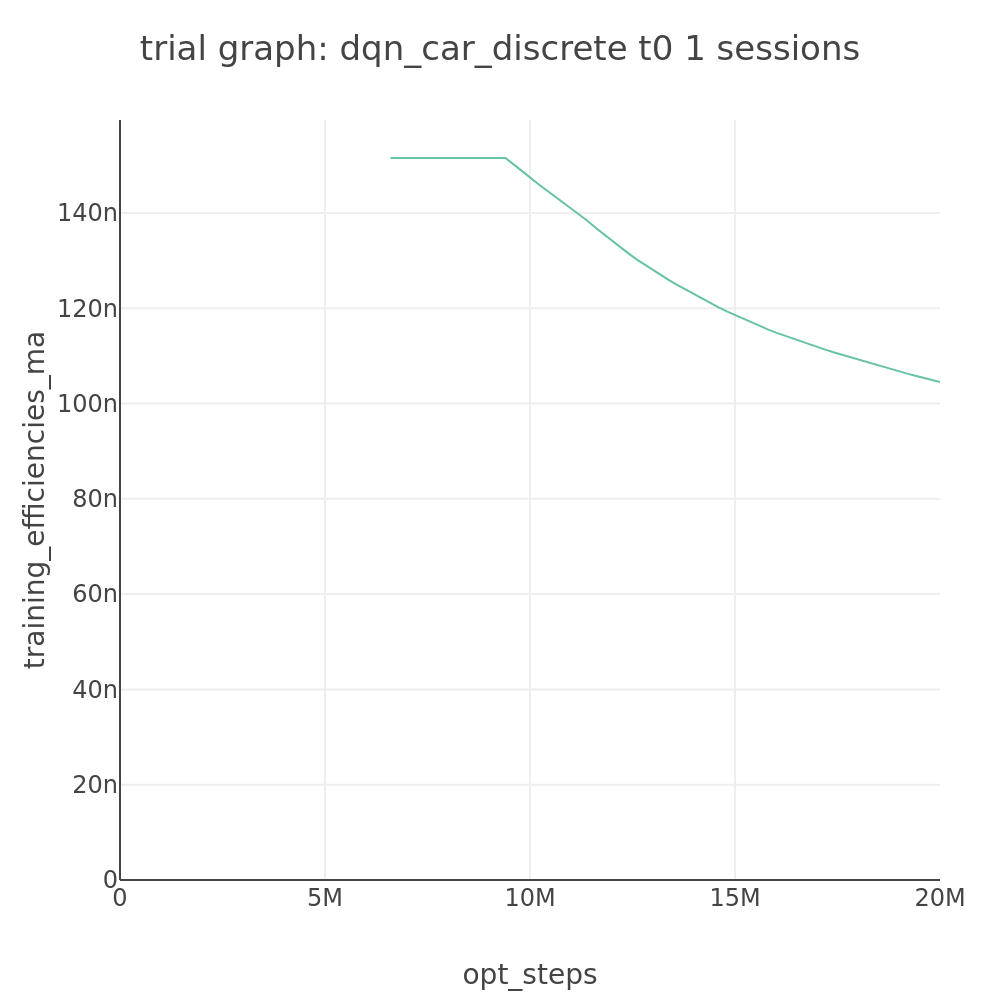 trial graph: dqn_car_discrete t0 1 sessions
training_efficiencies_ma
140n
120n
100n
80n
60n
40n
20n
0
0
5M
10M
15M
20M
opt_steps